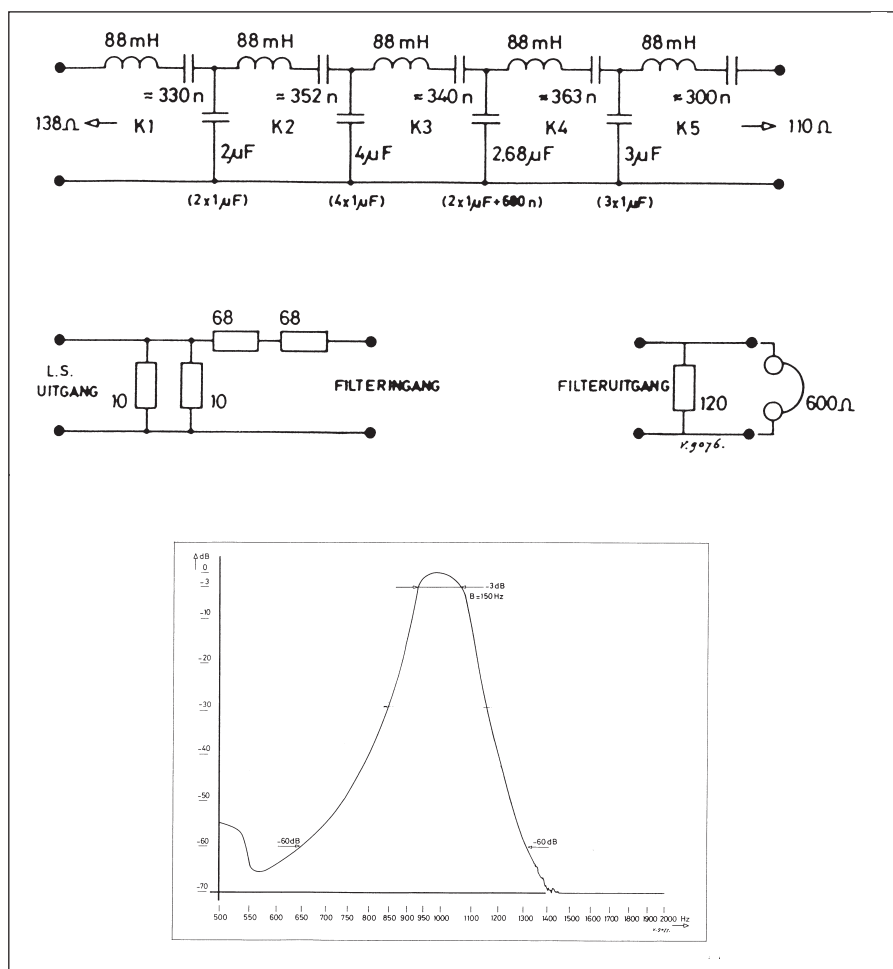 88mH 88mH 88mH 88mH 88mH
≈330n ≈352n ≈340n ≈363n ≈300n
138Ω K1 K2 K3 K4 K5 110Ω
2µF 4µF 2,68µF 3µF
(2x1µF) (4x1µF) (2x1µF+680n) (3x1µF)
68 68
L.S.
UITGANG
10 10
FILTERINGANG
FILTERUITGANG
120
600Ω
v.9076.
dB
0
-3
-10
-20
-30
-40
-50
-60
-70
-3dB
B=150Hz
-60dB -60dB
500 550 600 650 700 750 800 850 900 950 1000 1100 1200 1300 1400 1500 1600 1700 1800 1900 2000 Hz